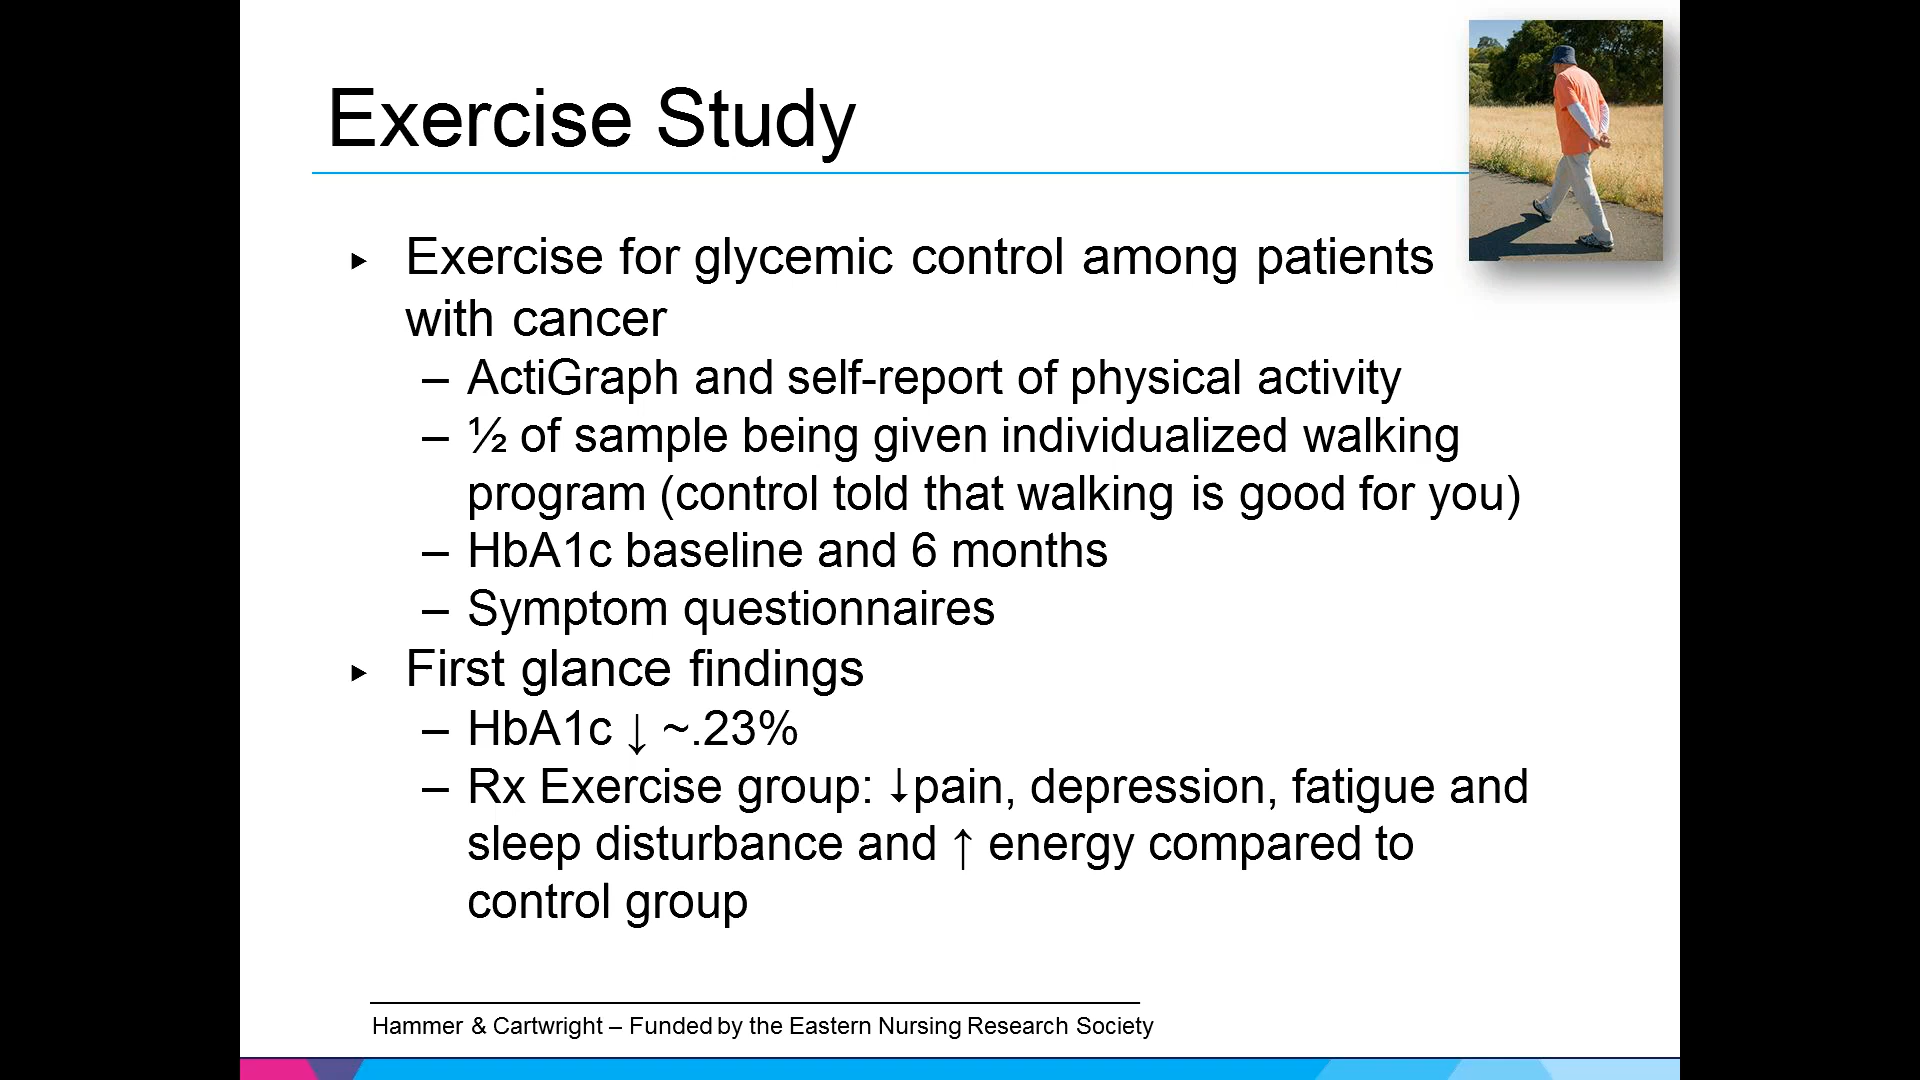 Exercise Study
▸ Exercise for glycemic control among patients
with cancer
– ActiGraph and self-report of physical activity
– ½ of sample being given individualized walking
program (control told that walking is good for you)
– HbA1c baseline and 6 months
– Symptom questionnaires
▸ First glance findings
– HbA1c ↓ ~.23%
– Rx Exercise group: ↓pain, depression, fatigue and
sleep disturbance and ↑ energy compared to
control group
Hammer & Cartwright – Funded by the Eastern Nursing Research Society